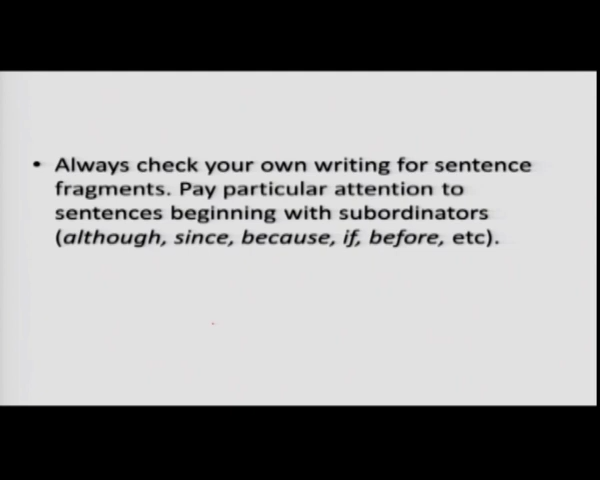 • Always check your own writing for sentence
fragments. Pay particular attention to
sentences beginning with subordinators
(although, since, because, if, before, etc).